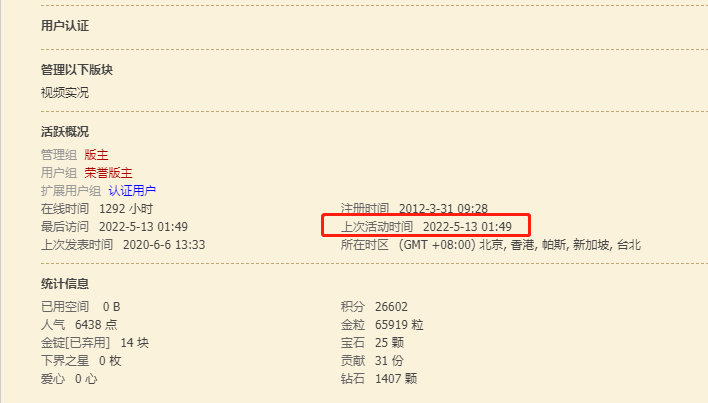 用户认证
管理以下版块
视频实况
活跃概况
管理组 版主
用户组 荣誉版主
扩展用户组 认证用户
在线时间 1292 小时 注册时间 2012-3-31 09:28
最后访问 2022-5-13 01:49 上次活动时间 2022-5-13 01:49
上次发表时间 2020-6-6 13:33 所在时区 (GMT +08:00) 北京, 香港, 帕斯, 新加坡, 台北
统计信息
已用空间 0 B 积分 26602
人气 6438 点 金粒 65919 粒
金锭[已弃用] 14 块 宝石 25 颗
下界之星 0 枚 贡献 31 份
爱心 0 心 钻石 1407 颗